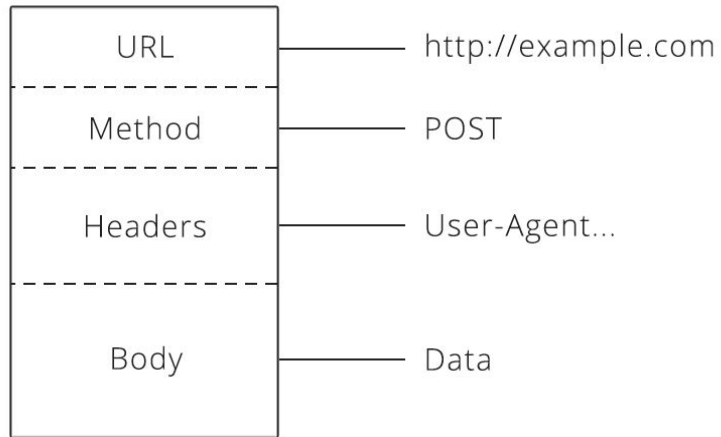 URL http://example.com
Method POST
Headers User-Agent...
Body Data